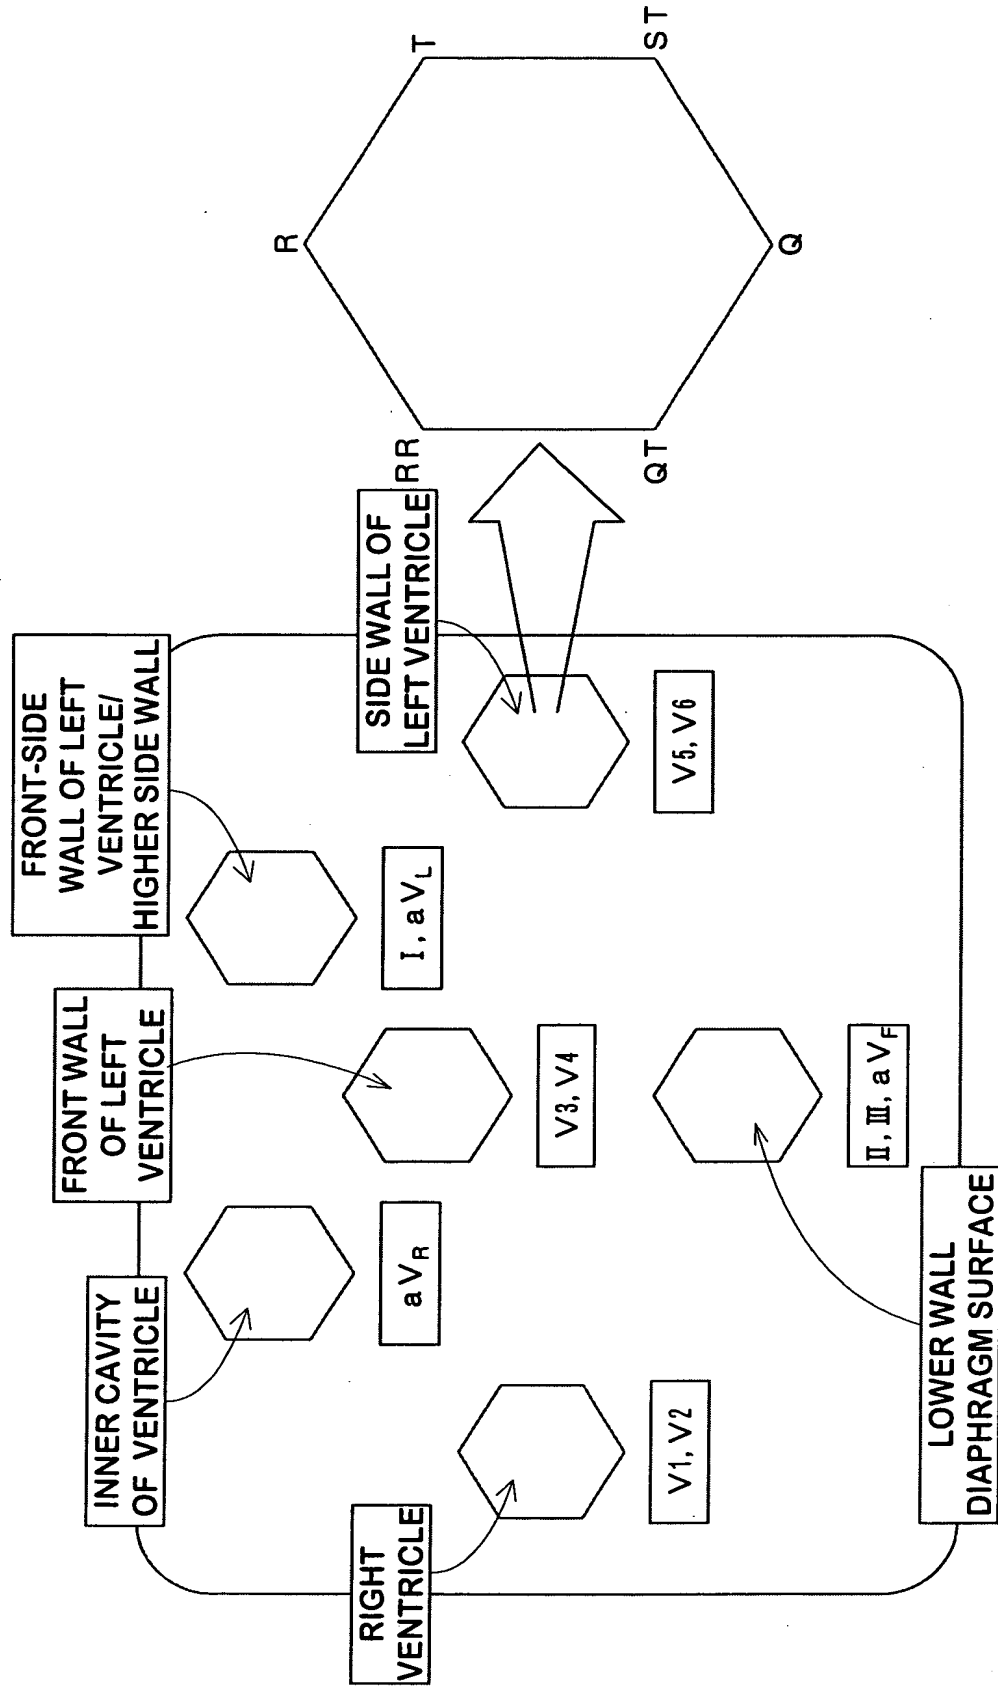 INNER CAVITY
OF VENTRICLE
FRONT WALL
OF LEFT
VENTRICLE
FRONT-SIDE
WALL OF LEFT
VENTRICLE/
HIGHER SIDE WALL
RIGHT
VENTRICLE
SIDE WALL OF
LEFT VENTRICLE
aVR
I, aVL
V3, V4
V1, V2
V5, V6
II, III, aVF
LOWER WALL
DIAPHRAGM SURFACE
R
RR
T
QT
ST
Q